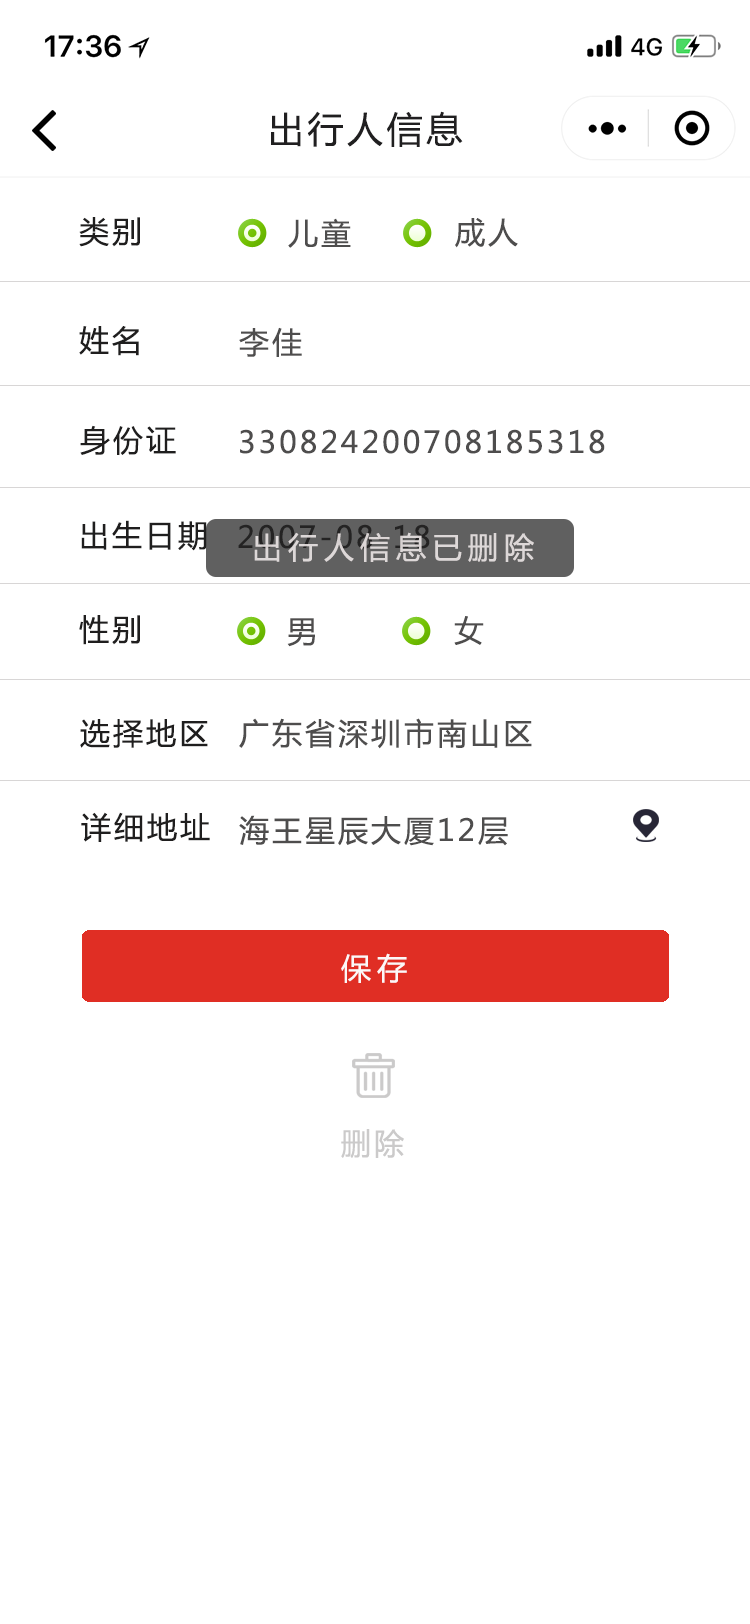 17:36 4G
出行人信息
类别 儿童 成人
姓名 李佳
身份证 330824200708185318
出生日期 2007-08-18
出行人信息已删除
性别 男 女
选择地区 广东省深圳市南山区
详细地址 海王星辰大厦12层
保存
删除